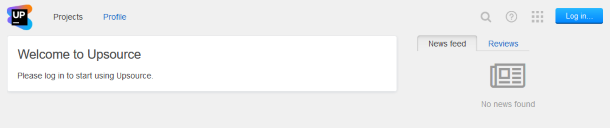 UP Projects Profile Log in...
Welcome to Upsource
Please log in to start using Upsource.
News feed Reviews
No news found